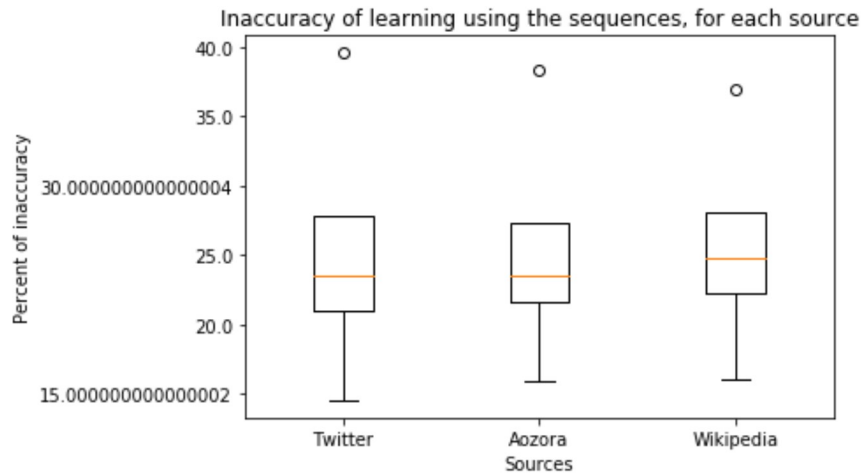 Inaccuracy of learning using the sequences, for each source
40.0
35.0
30.000000000000004
25.0
20.0
15.000000000000002
Percent of inaccuracy
Twitter
Aozora
Wikipedia
Sources